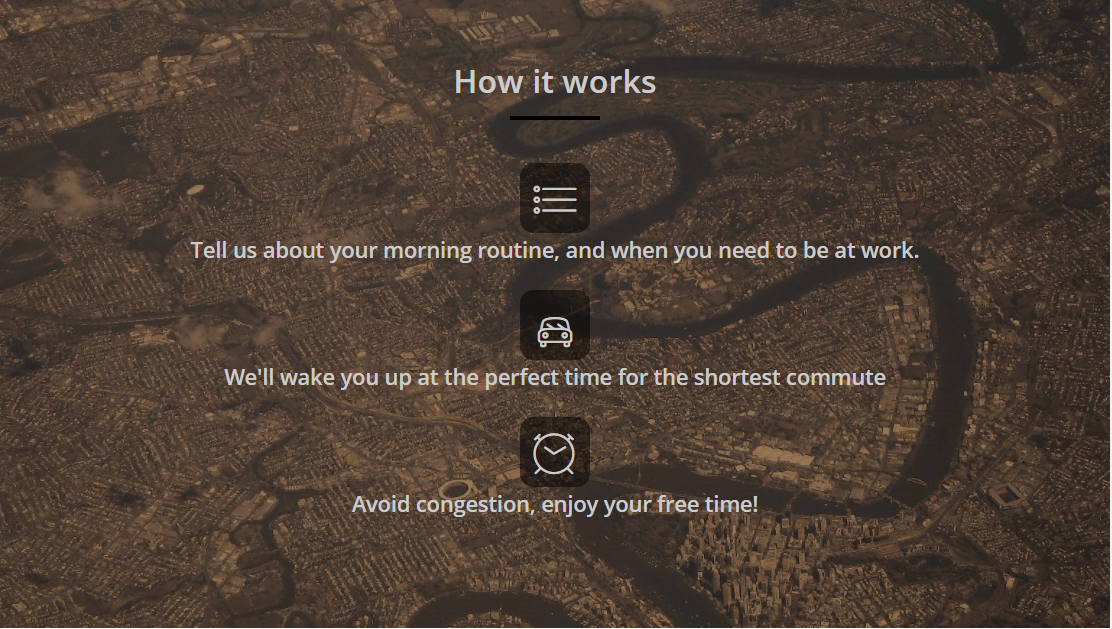 How it works
Tell us about your morning routine, and when you need to be at work.
We'll wake you up at the perfect time for the shortest commute
Avoid congestion, enjoy your free time!